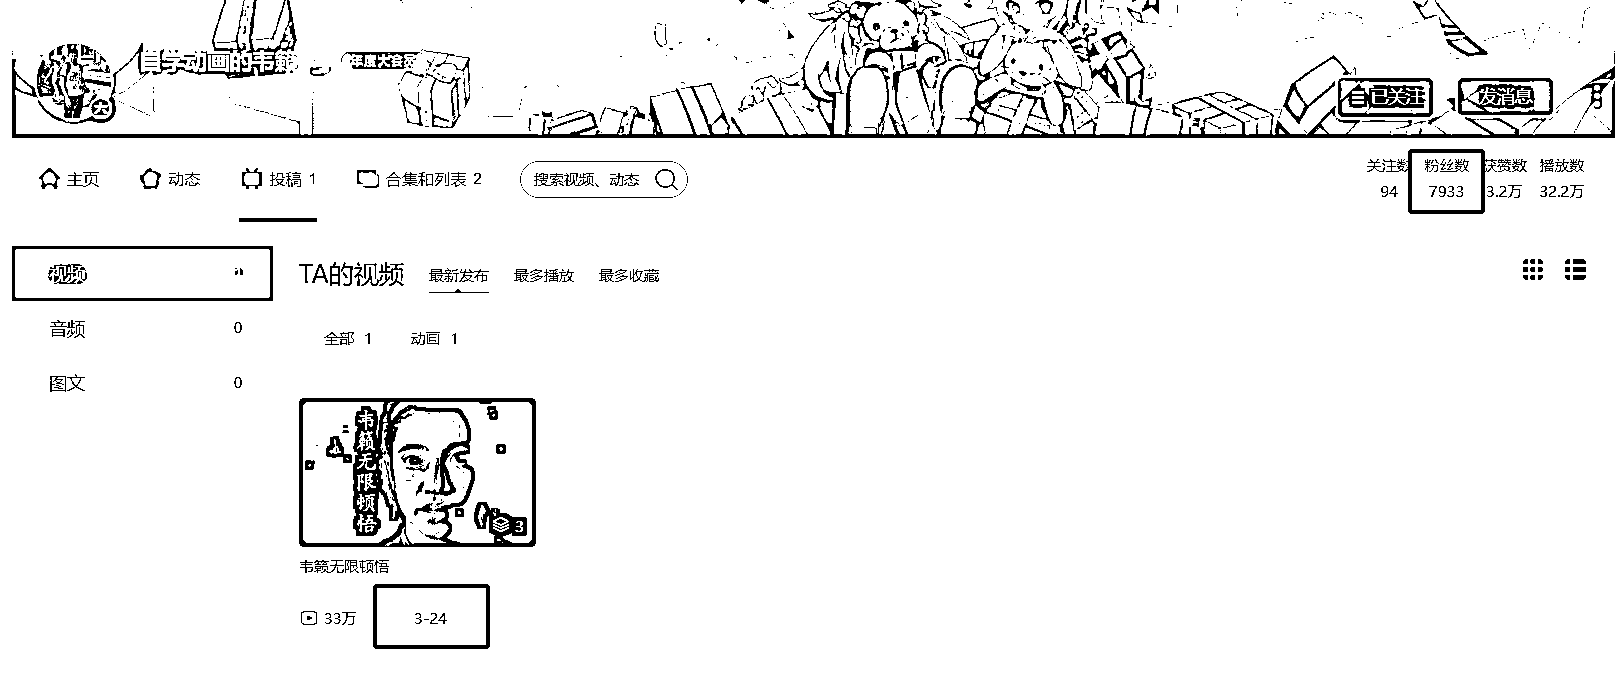 自学动画的韦籁
年度大会员
已关注 发消息
主页 动态 投稿 1 合集和列表 2 搜索视频、动态
关注数 粉丝数 获赞数 播放数
94 7933 3.2万 32.2万
视频
TA的视频 最新发布 最多播放 最多收藏
音频 0
全部 1 动画 1
图文 0
韦籁无限顿悟
3
韦籁无限顿悟
33万 3-24